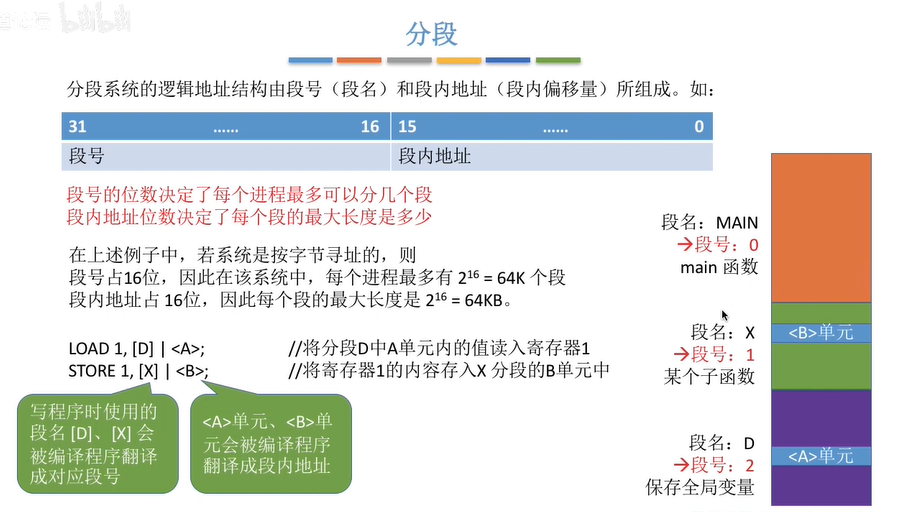 bilibili
分段
分段系统的逻辑地址结构由段号（段名）和段内地址（段内偏移量）所组成。如：
31 …… 16 15 …… 0
段号 段内地址
段号的位数决定了每个进程最多可以分几个段
段内地址位数决定了每个段的最大长度是多少
在上述例子中，若系统是按字节寻址的，则
段号占16位，因此在该系统中，每个进程最多有 2¹⁶ = 64K 个段
段内地址占 16位，因此每个段的最大长度是 2¹⁶ = 64KB。
LOAD 1, [D] | <A>; //将分段D中A单元内的值读入寄存器1
STORE 1, [X] | <B>; //将寄存器1的内容存入X 分段的B单元中
写程序时使用的
段名 [D]、[X] 会
被编译程序翻译
成对应段号
<A>单元、<B>单
元会被编译程序
翻译成段内地址
段名：MAIN
→段号：0
main 函数
段名：X
→段号：1
某个子函数
<B>单元
段名：D
→段号：2
保存全局变量
<A>单元